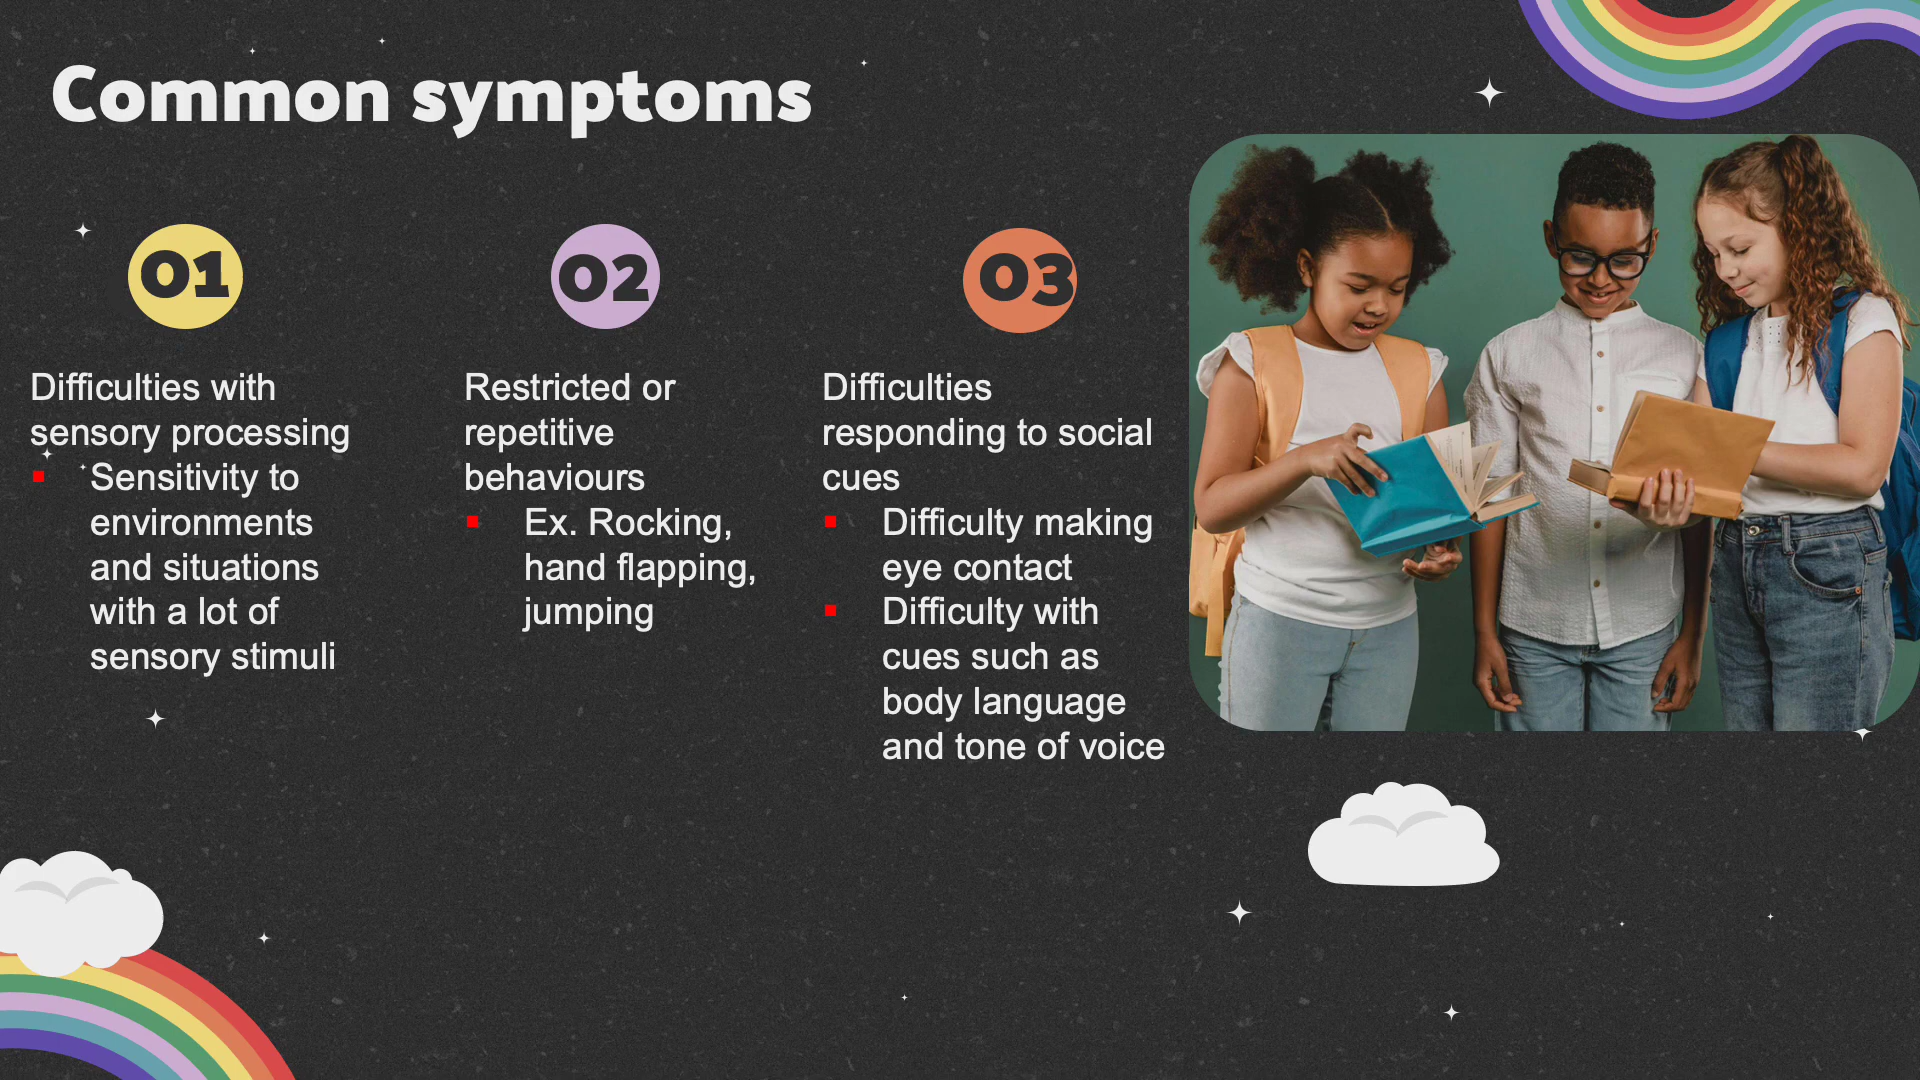 Common symptoms
01
Difficulties with
sensory processing
▪ Sensitivity to
environments
and situations
with a lot of
sensory stimuli
02
Restricted or
repetitive
behaviours
▪ Ex. Rocking,
hand flapping,
jumping
03
Difficulties
responding to social
cues
▪ Difficulty making
eye contact
▪ Difficulty with
cues such as
body language
and tone of voice